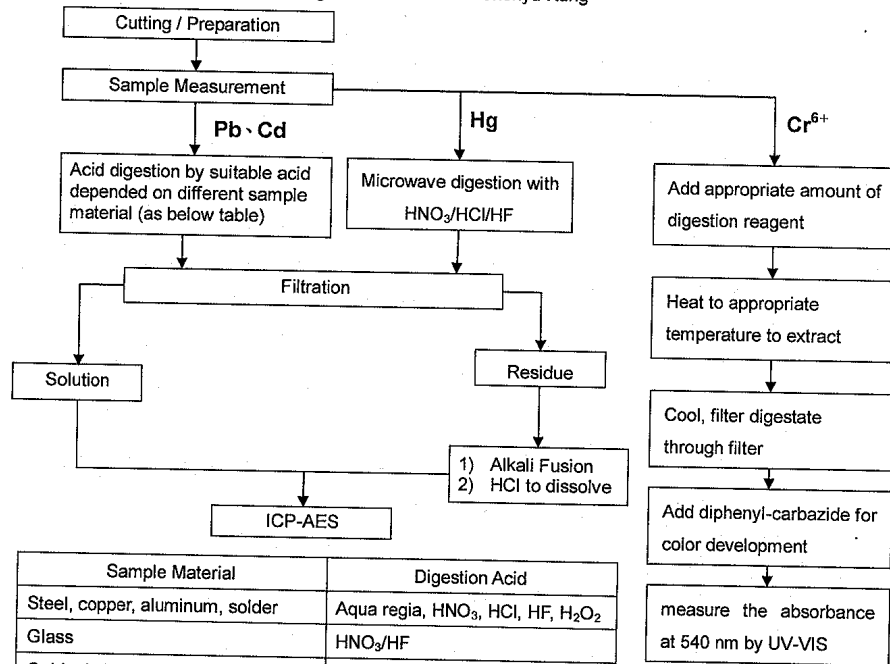 Cutting / Preparation
Sample Measurement
Pb、Cd
Hg
Cr⁶⁺
Acid digestion by suitable acid
depended on different sample
material (as below table)
Microwave digestion with
HNO₃/HCl/HF
Add appropriate amount of
digestion reagent
Filtration
Heat to appropriate
temperature to extract
Solution
Residue
Cool, filter digestate
through filter
1) Alkali Fusion
2) HCl to dissolve
ICP-AES
Add diphenyl-carbazide for
color development
measure the absorbance
at 540 nm by UV-VIS
Sample Material Digestion Acid
Steel, copper, aluminum, solder Aqua regia, HNO₃, HCl, HF, H₂O₂
Glass HNO₃/HF